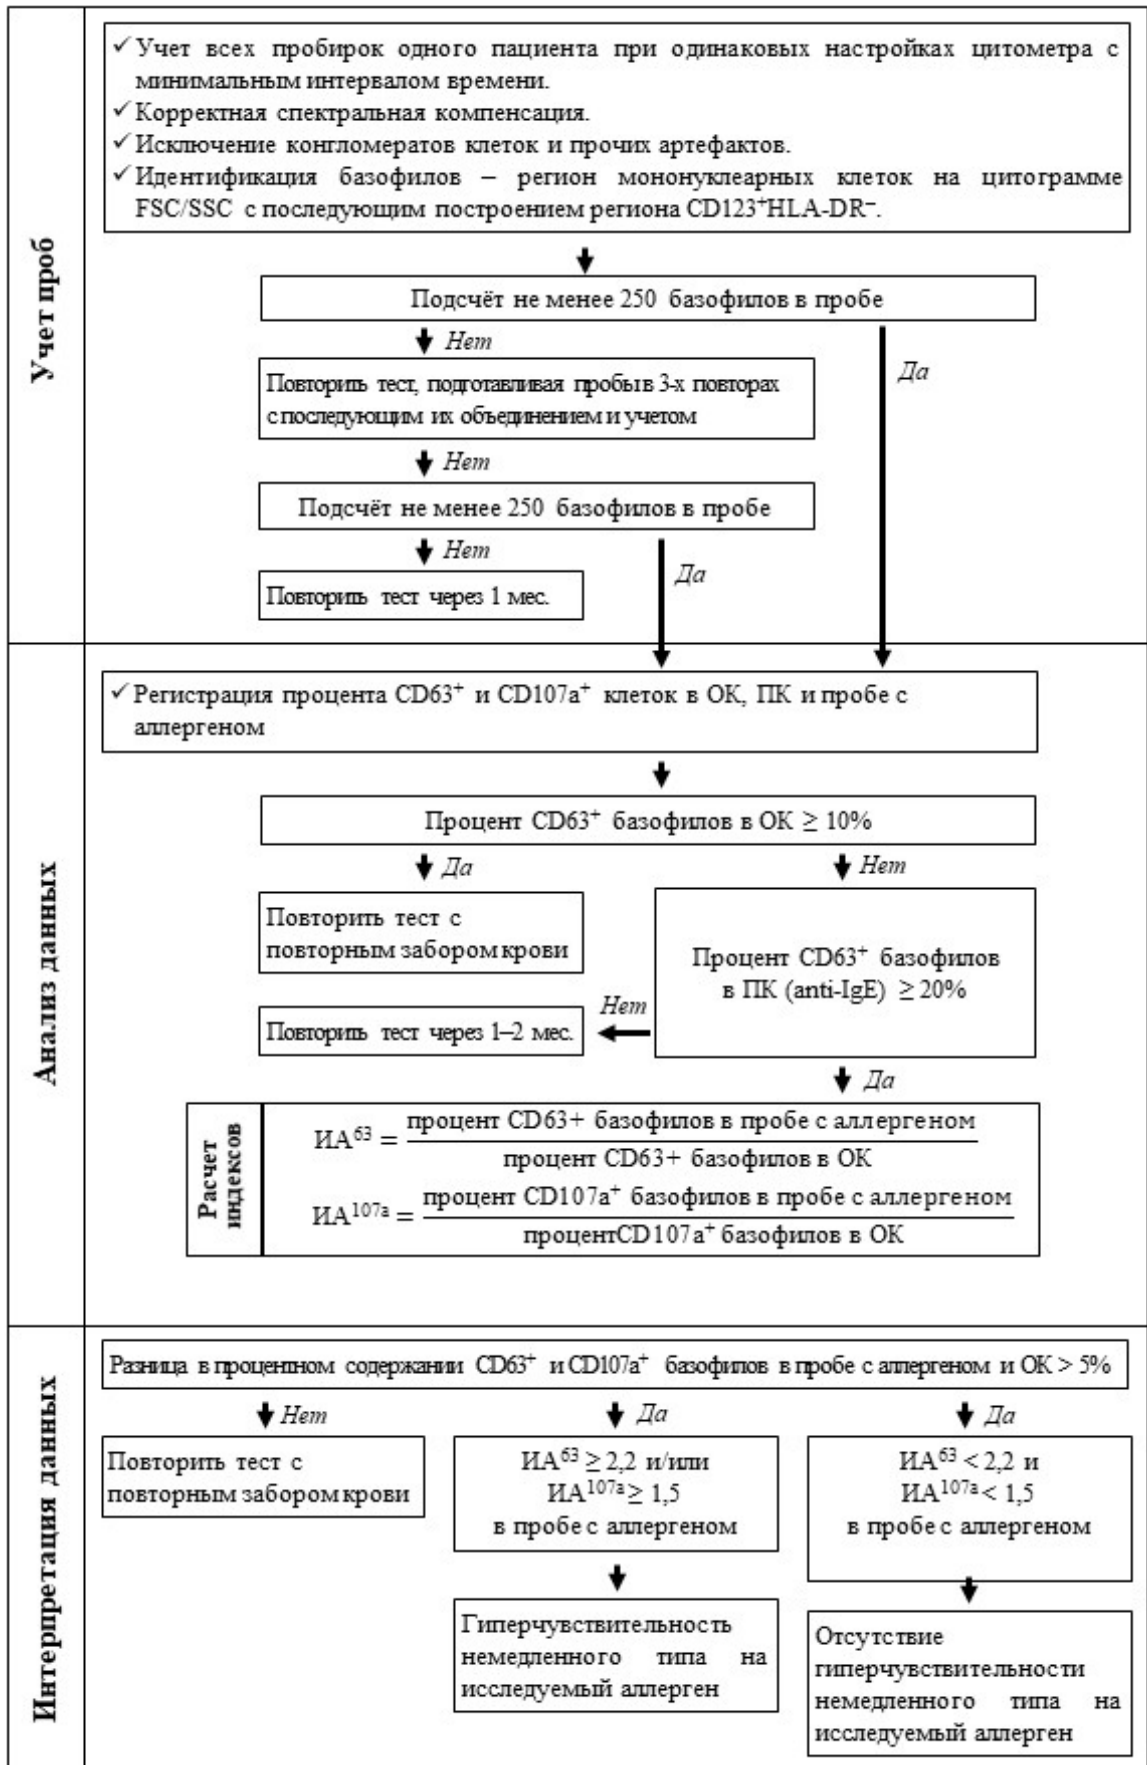 Учет проб
✓ Учет всех пробирок одного пациента при одинаковых настройках цитометра с
минимальным интервалом времени.
✓ Корректная спектральная компенсация.
✓ Исключение конгломератов клеток и прочих артефактов.
✓ Идентификация базофилов – регион мононуклеарных клеток на цитограмме
FSC/SSC с последующим построением региона CD123⁺HLA-DR⁻.
Подсчёт не менее 250 базофилов в пробе
Нет
Да
Повторить тест, подготавливая пробы в 3-х повторах
с последующим их объединением и учетом
Нет
Подсчёт не менее 250 базофилов в пробе
Нет
Да
Повторить тест через 1 мес.
Анализ данных
✓ Регистрация процента CD63⁺ и CD107a⁺ клеток в ОК, ПК и пробе с
аллергеном
Процент CD63⁺ базофилов в ОК ≥ 10%
Да
Нет
Повторить тест с
повторным забором крови
Процент CD63⁺ базофилов
в ПК (anti-IgE) ≥ 20%
Нет
Повторить тест через 1–2 мес.
Да
Расчет
индексов
ИА⁶³ = процент CD63+ базофилов в пробе с аллергеном
процент CD63+ базофилов в ОК
ИА¹⁰⁷ᵃ = процент CD107a⁺ базофилов в пробе с аллергеном
процентCD107a⁺ базофилов в ОК
Интерпретация данных
Разница в процентном содержании CD63⁺ и CD107a⁺ базофилов в пробе с аллергеном и ОК > 5%
Нет
Да
Да
Повторить тест с
повторным забором крови
ИА⁶³ ≥ 2,2 и/или
ИА¹⁰⁷ᵃ ≥ 1,5
в пробе с аллергеном
ИА⁶³ < 2,2 и
ИА¹⁰⁷ᵃ < 1,5
в пробе с аллергеном
Гиперчувствительность
немедленного типа на
исследуемый аллерген
Отсутствие
гиперчувствительности
немедленного типа на
исследуемый аллерген